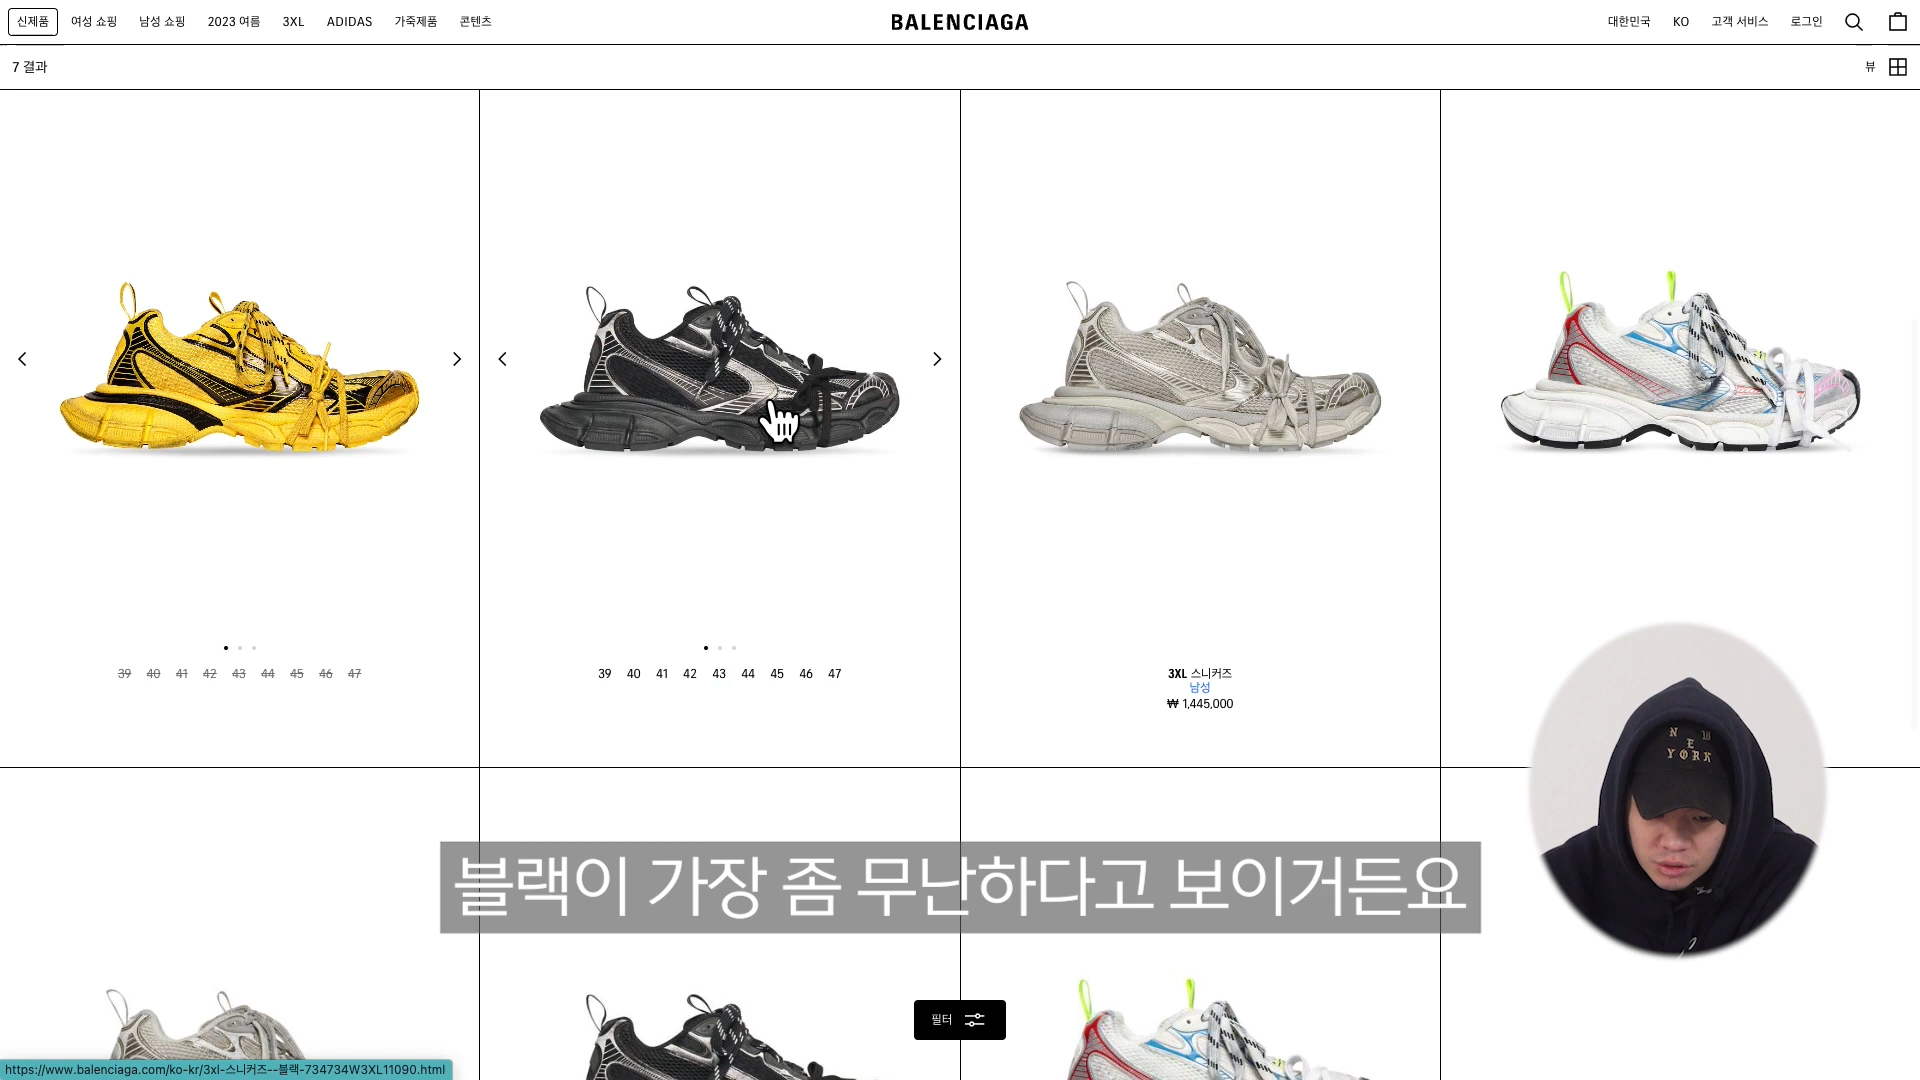 신제품 여성 쇼핑 남성 쇼핑 2023 여름 3XL ADIDAS 가죽제품 콘텐츠 BALENCIAGA 대한민국 KO 고객 서비스 로그인
7 결과 뷰
39 40 41 42 43 44 45 46 47
39 40 41 42 43 44 45 46 47
3XL 스니커즈
남성
₩ 1,445,000
N E W
YORK
블랙이 가장 좀 무난하다고 보이거든요
필터
https://www.balenciaga.com/ko-kr/3xl-스니커즈--블랙-734734W3XL11090.html